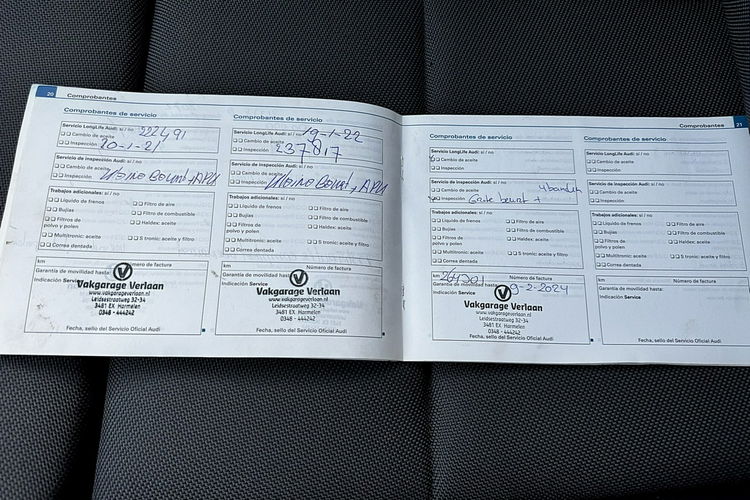 20 Comprobantes
Comprobantes de servicio
Servicio LongLife Audi: sí / no 222491
Cambio de aceite
Inspección 20-1-21
Servicio de inspección Audi: sí / no
Cambio de aceite
Inspección Kleine Beurt + APK
Trabajos adicionales: sí / no
Líquido de frenos
Filtro de aire
Bujías
Filtro de combustible
Filtros de polvo y polen
Haldex: aceite
Multitronic: aceite
S tronic: aceite y filtro
Correa dentada
km
Número de factura
Garantía de movilidad hasta:
Indicación Service
Vakgarage Verlaan
www.vakgarageverlaan.nl
Leidsestraatweg 32-34
3481 EX Harmelen
0348 - 444242
Fecha, sello del Servicio Oficial Audi
Comprobantes de servicio
Servicio LongLife Audi: sí / no 19-1-22
Cambio de aceite
Inspección 237817
Servicio de inspección Audi: sí / no
Cambio de aceite
Inspección Kleine Beurt + APK
Trabajos adicionales: sí / no
Líquido de frenos
Filtro de aire
Bujías
Filtro de combustible
Filtros de polvo y polen
Haldex: aceite
Multitronic: aceite
S tronic: aceite y filtro
Correa dentada
km
Número de factura
Garantía de movilidad hasta:
Indicación Service
Vakgarage Verlaan
www.vakgarageverlaan.nl
Leidsestraatweg 32-34
3481 EX Harmelen
0348 - 444242
Fecha, sello del Servicio Oficial Audi
Comprobantes 21
Comprobantes de servicio
Servicio LongLife Audi: sí / no
Cambio de aceite
Inspección
Servicio de inspección Audi: sí / no
Cambio de aceite 4 banden
Inspección Grote beurt +
Trabajos adicionales: sí / no
Líquido de frenos
Filtro de aire
Bujías
Filtro de combustible
Filtros de polvo y polen
Haldex: aceite
Multitronic: aceite
S tronic: aceite y filtro
Correa dentada
km
Número de factura
Garantía de movilidad hasta:
Indicación Service 9-2-2024
Vakgarage Verlaan
www.vakgarageverlaan.nl
Leidsestraatweg 32-34
3481 EX Harmelen
0348 - 444242
Fecha, sello del Servicio Oficial Audi
Comprobantes de servicio
Servicio LongLife Audi: sí / no
Cambio de aceite
Inspección
Servicio de inspección Audi: sí / no
Cambio de aceite
Inspección
Trabajos adicionales: sí / no
Líquido de frenos
Filtro de aire
Bujías
Filtro de combustible
Filtros de polvo y polen
Haldex: aceite
Multitronic: aceite
S tronic: aceite y filtro
Correa dentada
km
Número de factura
Garantía de movilidad hasta:
Indicación Service
Fecha, sello del Servicio Oficial Audi